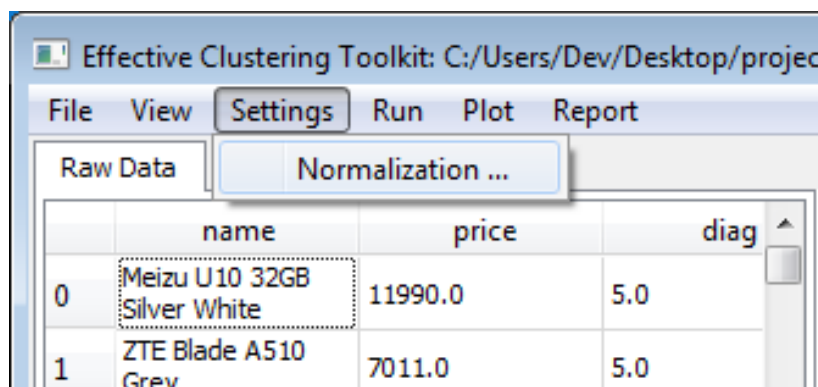 Effective Clustering Toolkit: C:/Users/Dev/Desktop/projec
File View Settings Run Plot Report
Raw Data Normalization ...
name price diag
0 Meizu U10 32GB Silver White 11990.0 5.0
1 ZTE Blade A510 Grey 7011.0 5.0